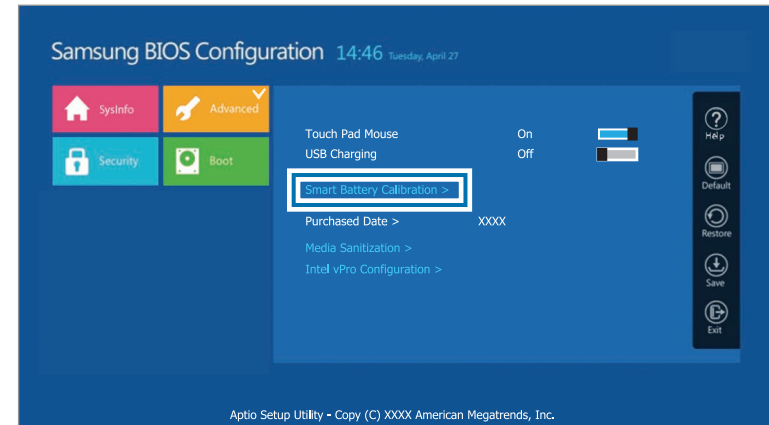 Samsung BIOS Configuration 14:46 Tuesday, April 27
SysInfo
Advanced
Security
Boot
Touch Pad Mouse On
USB Charging Off
Smart Battery Calibration >
Purchased Date > XXXX
Media Sanitization >
Intel vPro Configuration >
Help
Default
Restore
Save
Exit
Aptio Setup Utility - Copy (C) XXXX American Megatrends, Inc.